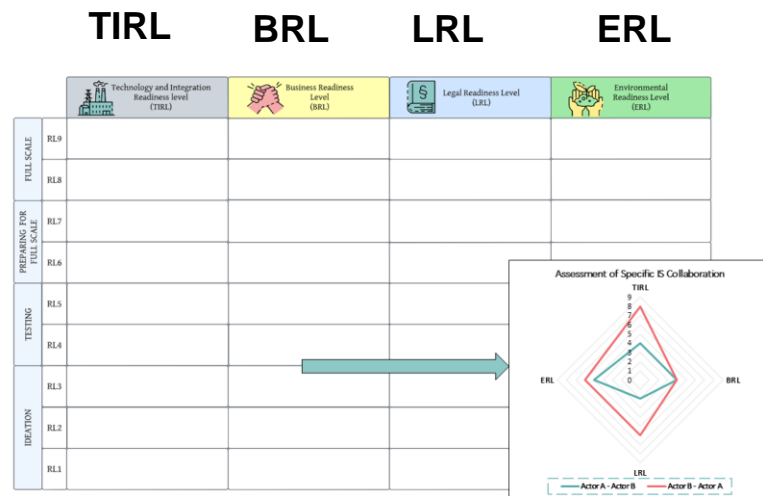 TIRL BRL LRL ERL
Technology and Integration
Readiness level
(TIRL)
Business Readiness
Level
(BRL)
§
Legal Readiness Level
(LRL)
Environmental
Readiness Level
(ERL)
FULL SCALE
RL9
RL8
PREPARING FOR
FULL SCALE
RL7
RL6
TESTING
RL5
RL4
IDEATION
RL3
RL2
RL1
Assessment of Specific IS Collaboration
TIRL
9
8
7
6
5
4
3
2
1
0
ERL
BRL
LRL
Actor A - Actor B
Actor B - Actor A